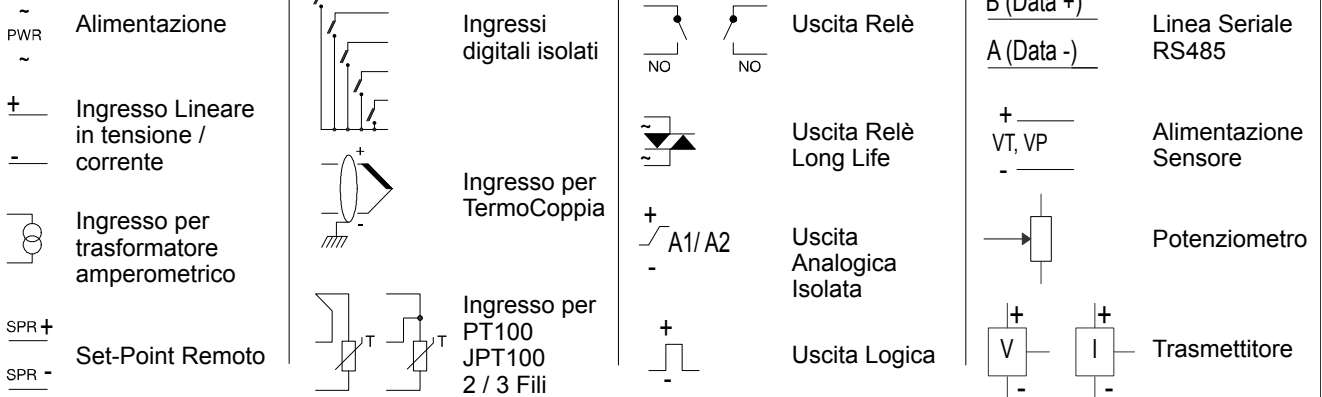 ~
PWR
~
Alimentazione
+
-
Ingresso Lineare
in tensione /
corrente
Ingresso per
trasformatore
amperometrico
SPR +
SPR -
Set-Point Remoto
Ingressi
digitali isolati
+
-
Ingresso per
TermoCoppia
T
T
Ingresso per
PT100
JPT100
2 / 3 Fili
NO
NO
Uscita Relè
~
~
Uscita Relè
Long Life
+
A1/ A2
-
Uscita
Analogica
Isolata
+
-
Uscita Logica
B (Data +)
A (Data -)
Linea Seriale
RS485
+
VT, VP
-
Alimentazione
Sensore
Potenziometro
+
V
-
+
I
-
Trasmettitore